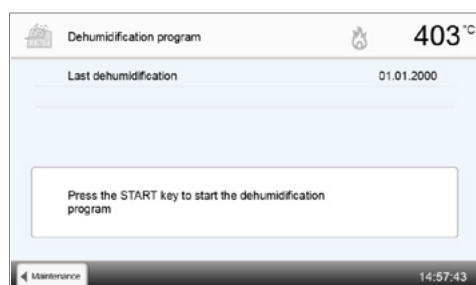 Dehumidification program
403 °C
Last dehumidification 01.01.2000
Press the START key to start the dehumidification
program
Maintenance 14:57:43